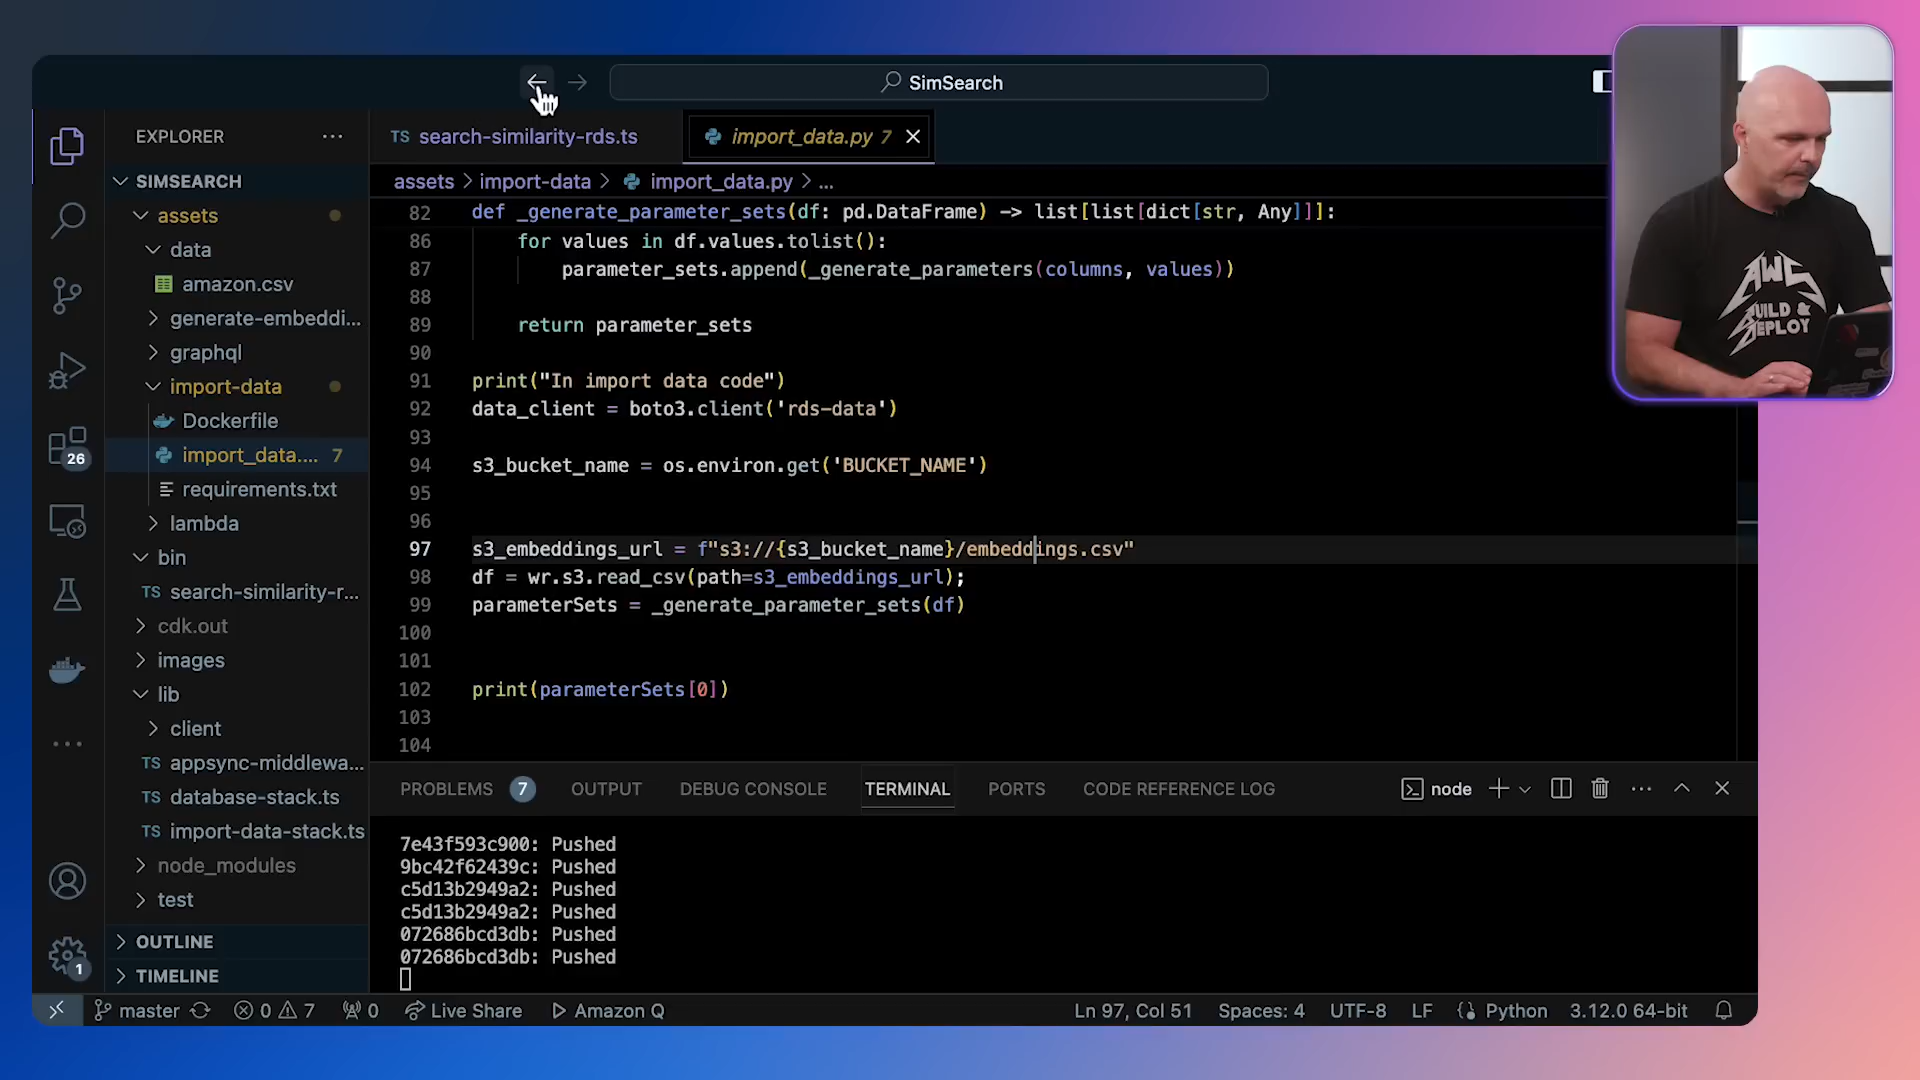 SimSearch
EXPLORER
SIMSEARCH
assets
data
amazon.csv
generate-embeddi...
graphql
import-data
Dockerfile
import_data.... 7
requirements.txt
lambda
bin
TS search-similarity-r...
cdk.out
images
lib
client
TS appsync-middlewa...
TS database-stack.ts
TS import-data-stack.ts
node_modules
test
OUTLINE
TIMELINE
26
1
TS search-similarity-rds.ts
import_data.py 7
assets > import-data > import_data.py > ...
82 def _generate_parameter_sets(df: pd.DataFrame) -> list[list[dict[str, Any]]]:
86 for values in df.values.tolist():
87 parameter_sets.append(_generate_parameters(columns, values))
88
89 return parameter_sets
90
91 print("In import data code")
92 data_client = boto3.client('rds-data')
93
94 s3_bucket_name = os.environ.get('BUCKET_NAME')
95
96
97 s3_embeddings_url = f"s3://{s3_bucket_name}/embeddings.csv"
98 df = wr.s3.read_csv(path=s3_embeddings_url);
99 parameterSets = _generate_parameter_sets(df)
100
101
102 print(parameterSets[0])
103
104
PROBLEMS 7 OUTPUT DEBUG CONSOLE TERMINAL PORTS CODE REFERENCE LOG node
7e43f593c900: Pushed
9bc42f62439c: Pushed
c5d13b2949a2: Pushed
c5d13b2949a2: Pushed
072686bcd3db: Pushed
072686bcd3db: Pushed
master 0 7 0 Live Share Amazon Q Ln 97, Col 51 Spaces: 4 UTF-8 LF Python 3.12.0 64-bit
AWS
BUILD &
DEPLOY